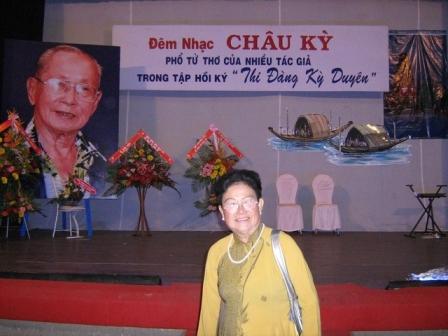 Đêm Nhạc CHÂU KỲ
PHỔ TỪ THƠ CỦA NHIỀU TÁC GIẢ
TRONG TẬP HỒI KÝ "Thi Đàng Kỳ Duyên"